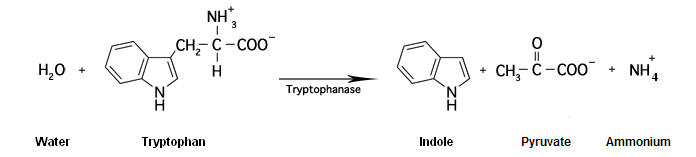 NH₃⁺
H₂O + CH₂-C-COO⁻ O
H CH₃-C-COO⁻ + NH₄⁺
+
N
H
N
H
Tryptophanase
Water Tryptophan Indole Pyruvate Ammonium